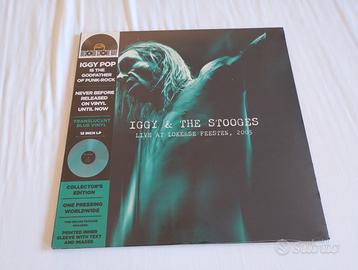 IGGY POP
IS THE
GODFATHER
OF PUNK-ROCK
NEVER BEFORE
RELEASED
ON VINYL
UNTIL NOW
TRANSLUCENT
BLUE VINYL
12 INCH LP
COLLECTOR'S
EDITION
ONE PRESSING
WORLDWIDE
PRINTED INNER
SLEEVE WITH TEXT
AND IMAGES
IGGY & THE STOOGES
LIVE AT LOKERSE FEESTEN, 2005
subito